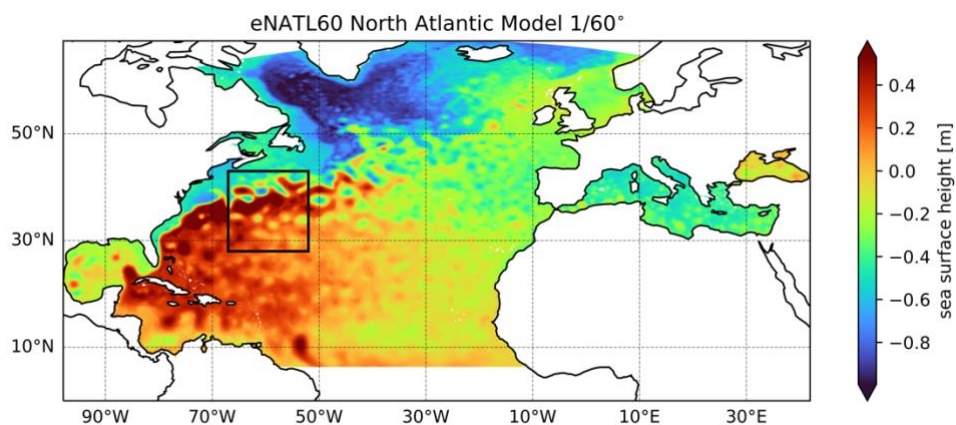 eNATL60 North Atlantic Model 1/60°
50°N
30°N
10°N
90°W
70°W
50°W
30°W
10°W
10°E
30°E
0.4
0.2
0.0
−0.2
−0.4
−0.6
−0.8
sea surface height [m]